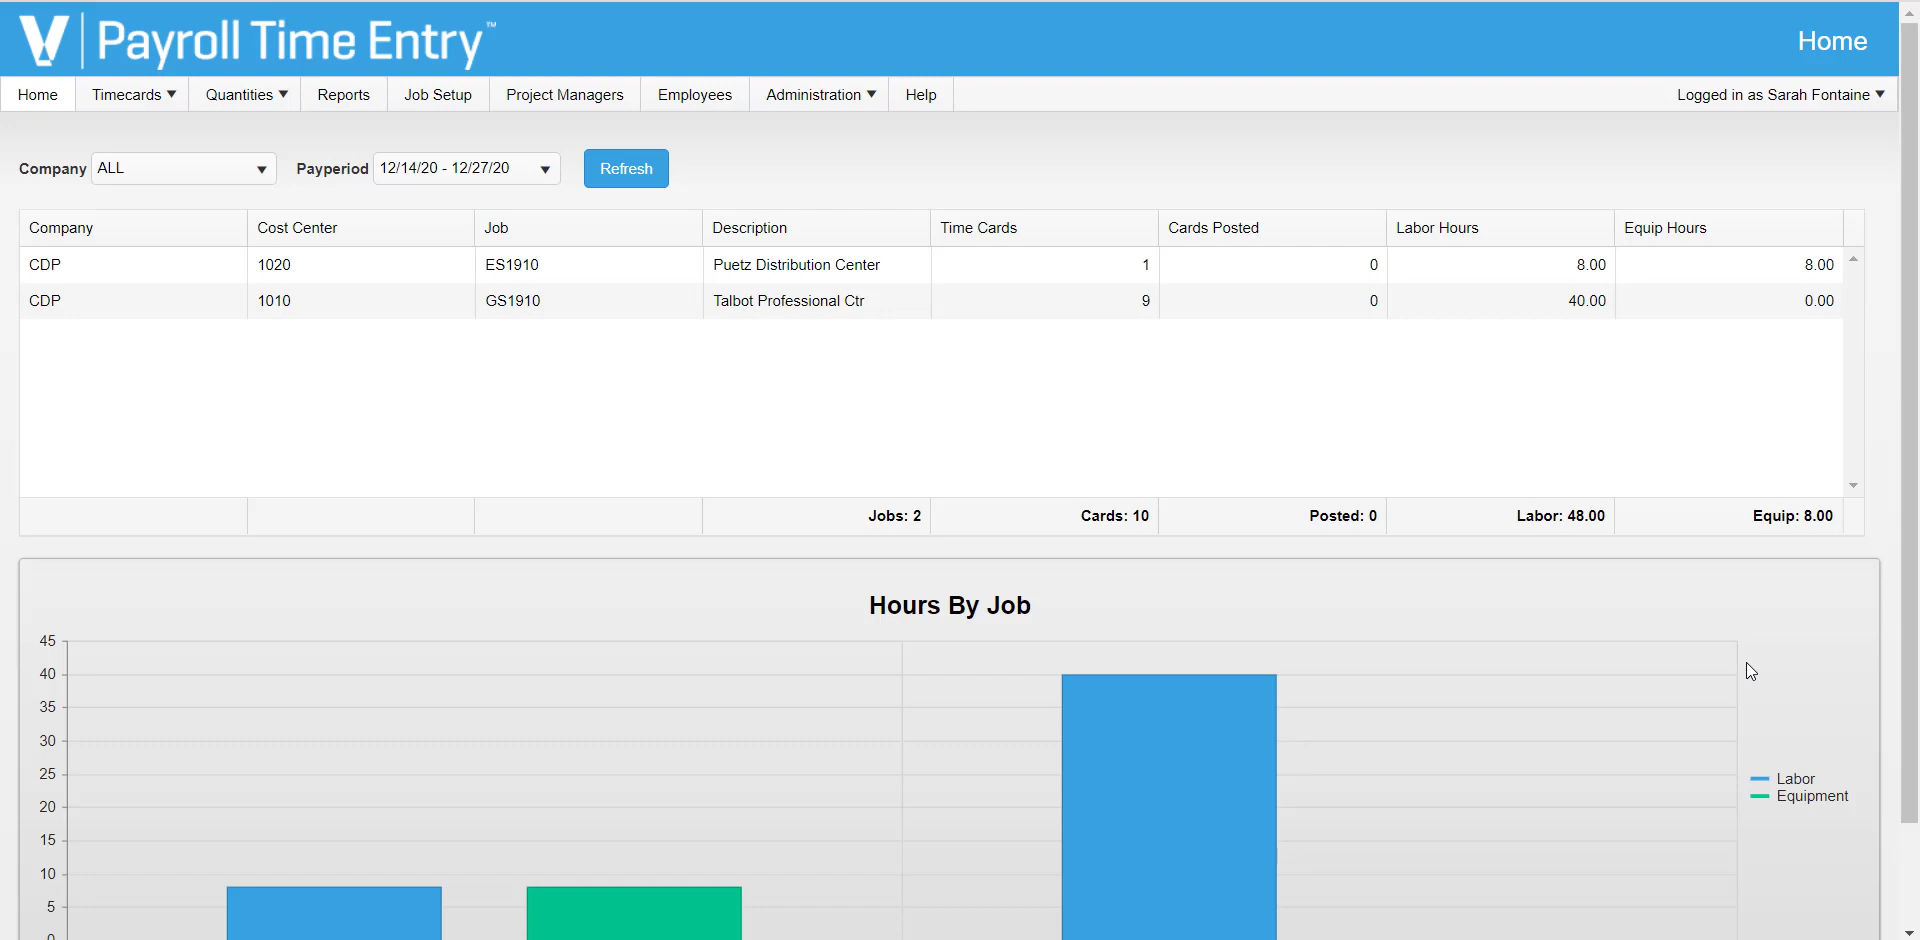 Payroll Time Entry™
Home
Home Timecards ▼ Quantities ▼ Reports Job Setup Project Managers Employees Administration ▼ Help Logged in as Sarah Fontaine ▼
Company ALL ▼ Payperiod 12/14/20 - 12/27/20 ▼ Refresh
Company Cost Center Job Description Time Cards Cards Posted Labor Hours Equip Hours
CDP 1020 ES1910 Puetz Distribution Center 1 0 8.00 8.00
CDP 1010 GS1910 Talbot Professional Ctr 9 0 40.00 0.00
Jobs: 2 Cards: 10 Posted: 0 Labor: 48.00 Equip: 8.00
Hours By Job
45
40
35
30
25
20
15
10
5
0
Labor
Equipment